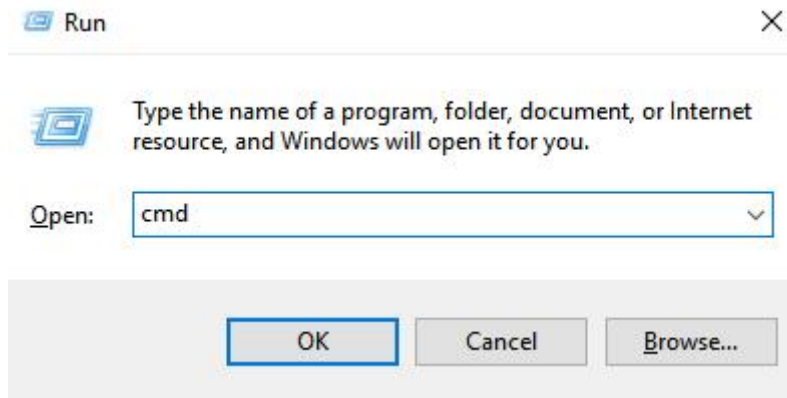 Run
Type the name of a program, folder, document, or Internet
resource, and Windows will open it for you.
Open: cmd
OK Cancel Browse...